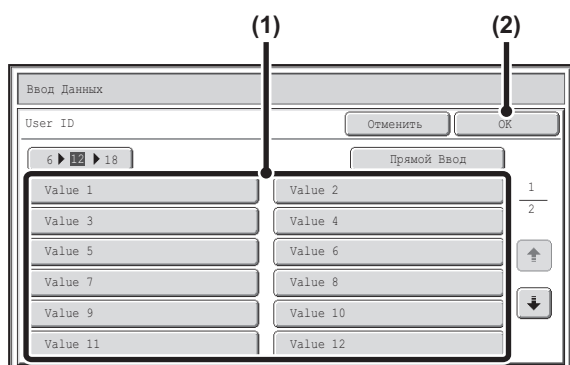 (1) (2)
Ввод Данных
User ID Отменить OK
6 12 18 Прямой Ввод
Value 1 Value 2 1
Value 3 Value 4 2
Value 5 Value 6
Value 7 Value 8
Value 9 Value 10
Value 11 Value 12